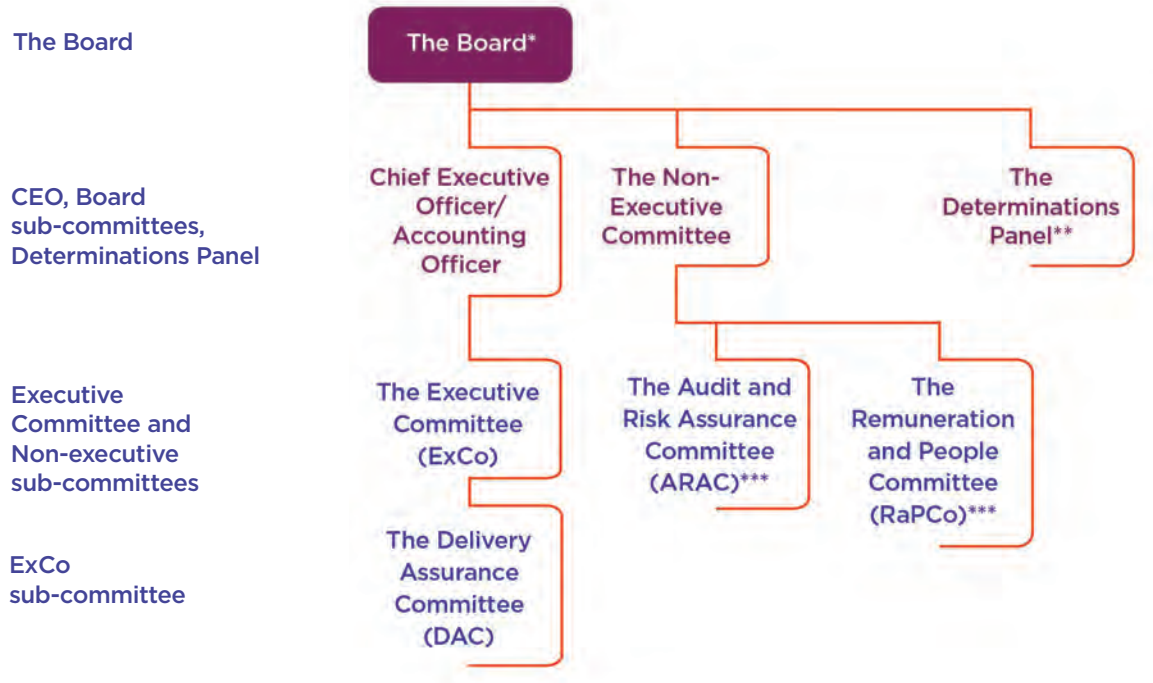 The Board
The Board*
CEO, Board
sub-committees,
Determinations Panel
Chief Executive
Officer/
Accounting
Officer
The Non-
Executive
Committee
The
Determinations
Panel**
Executive
Committee and
Non-executive
sub-committees
The Executive
Committee
(ExCo)
The Audit and
Risk Assurance
Committee
(ARAC)***
The
Remuneration
and People
Committee
(RaPCo)***
ExCo
sub-committee
The Delivery
Assurance
Committee
(DAC)